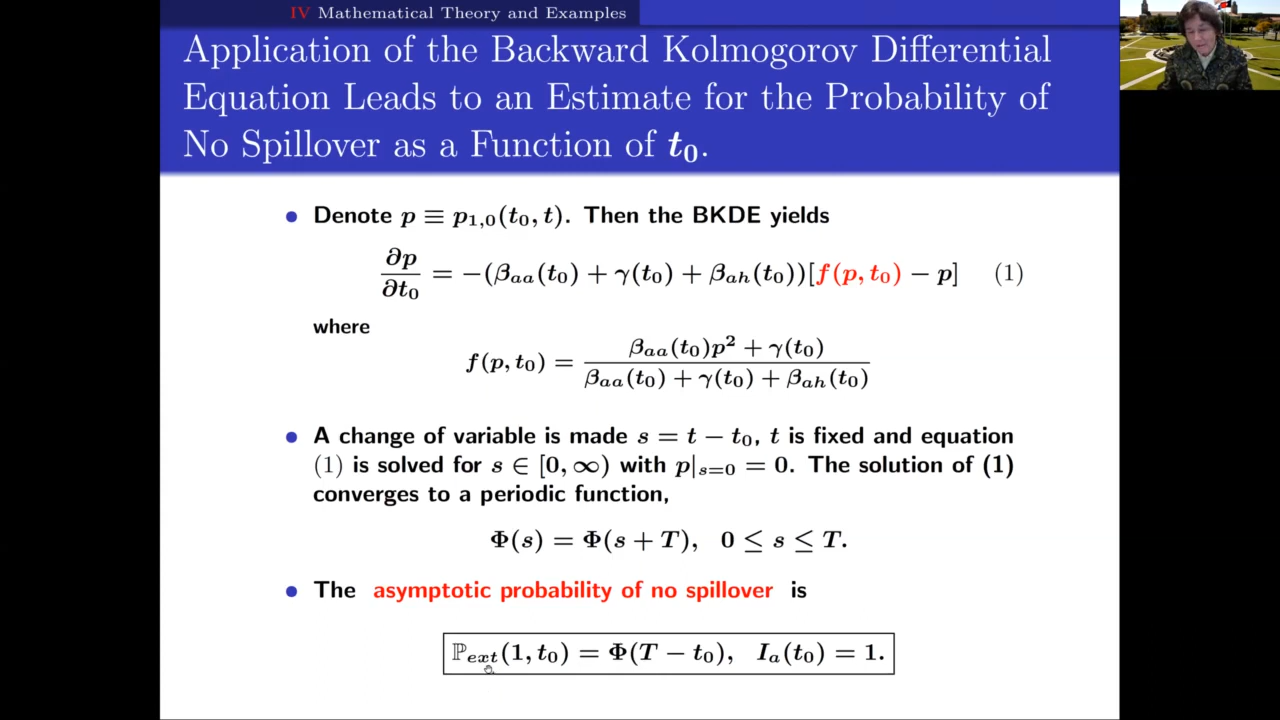 IV Mathematical Theory and Examples
Application of the Backward Kolmogorov Differential
Equation Leads to an Estimate for the Probability of
No Spillover as a Function of t₀.
• Denote p ≡ p₁,₀(t₀, t). Then the BKDE yields
∂p/∂t₀ = −(βₐₐ(t₀) + γ(t₀) + βₐₕ(t₀))[f(p, t₀) − p] (1)
where
f(p, t₀) = (βₐₐ(t₀)p² + γ(t₀)) / (βₐₐ(t₀) + γ(t₀) + βₐₕ(t₀))
• A change of variable is made s = t − t₀, t is fixed and equation
(1) is solved for s ∈ [0, ∞) with p|ₛ₌₀ = 0. The solution of (1)
converges to a periodic function,
Φ(s) = Φ(s + T), 0 ≤ s ≤ T.
• The asymptotic probability of no spillover is
ℙₑₓₜ(1, t₀) = Φ(T − t₀), Iₐ(t₀) = 1.